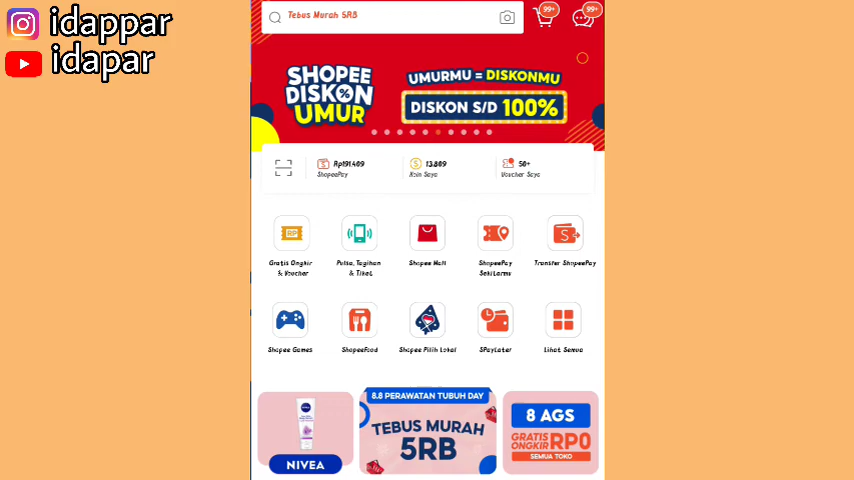 idappar
idapar
Tebus Murah 5RB
99+
99+
SHOPEE
DISKON %
UMUR
UMURMU = DISKONMU
DISKON S/D 100%
Rp191.409
ShopeePay
13.809
Koin Saya
50+
Voucher Saya
Gratis Ongkir
& Voucher
Pulsa, Tagihan
& Tiket
Shopee Mall
ShopeePay
Sekitarmu
Transfer ShopeePay
Shopee Games
ShopeeFood
Shopee Pilih Lokal
SPayLater
Lihat Semua
NIVEA
8.8 PERAWATAN TUBUH DAY
TEBUS MURAH
5RB
8 AGS
GRATIS
ONGKIR RP0
SEMUA TOKO